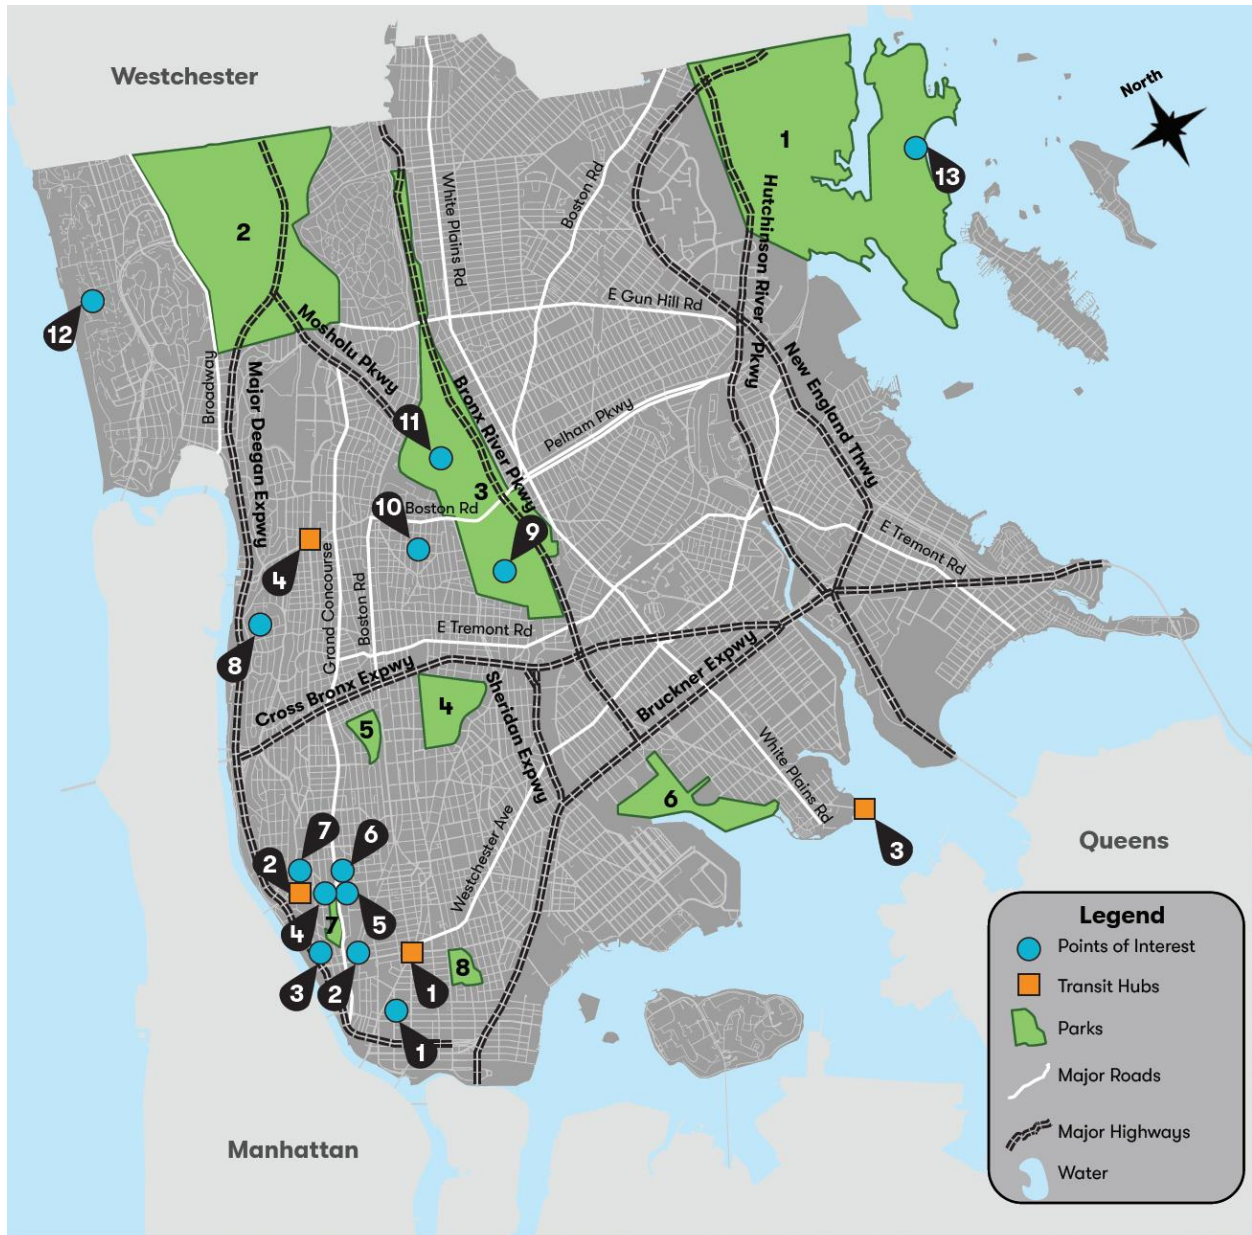 Westchester
North
1
13
2
White Plains Rd
Boston Rd
Hutchinson River Pkwy
12
E Gun Hill Rd
Mosholu Pkwy
Broadway
Major Deegan Expwy
Bronx River Pkwy
New England Thwy
11
Pelham Pkwy
3
10
Boston Rd
9
4
Grand Concourse
Boston Rd
E Tremont Rd
8
E Tremont Rd
Cross Bronx Expwy
Sheridan Expwy
Bruckner Expwy
4
5
White Plains Rd
6
Westchester Ave
3
Queens
7
6
2
4
5
7
3
2
1
8
1
Manhattan
Legend
Points of Interest
Transit Hubs
Parks
Major Roads
Major Highways
Water